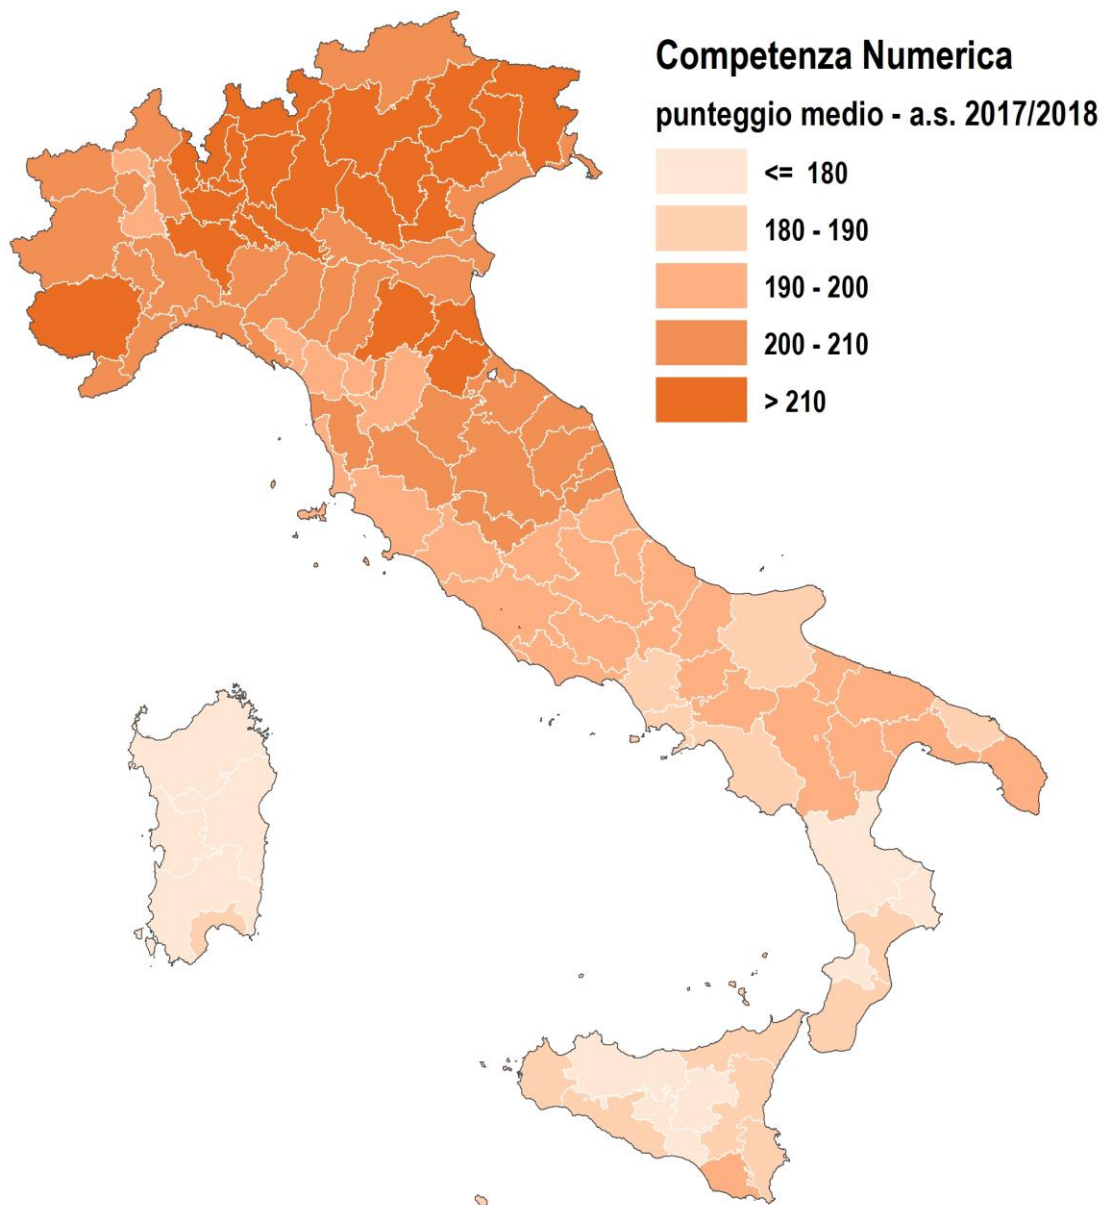 Competenza Numerica
punteggio medio - a.s. 2017/2018
<= 180
180 - 190
190 - 200
200 - 210
> 210